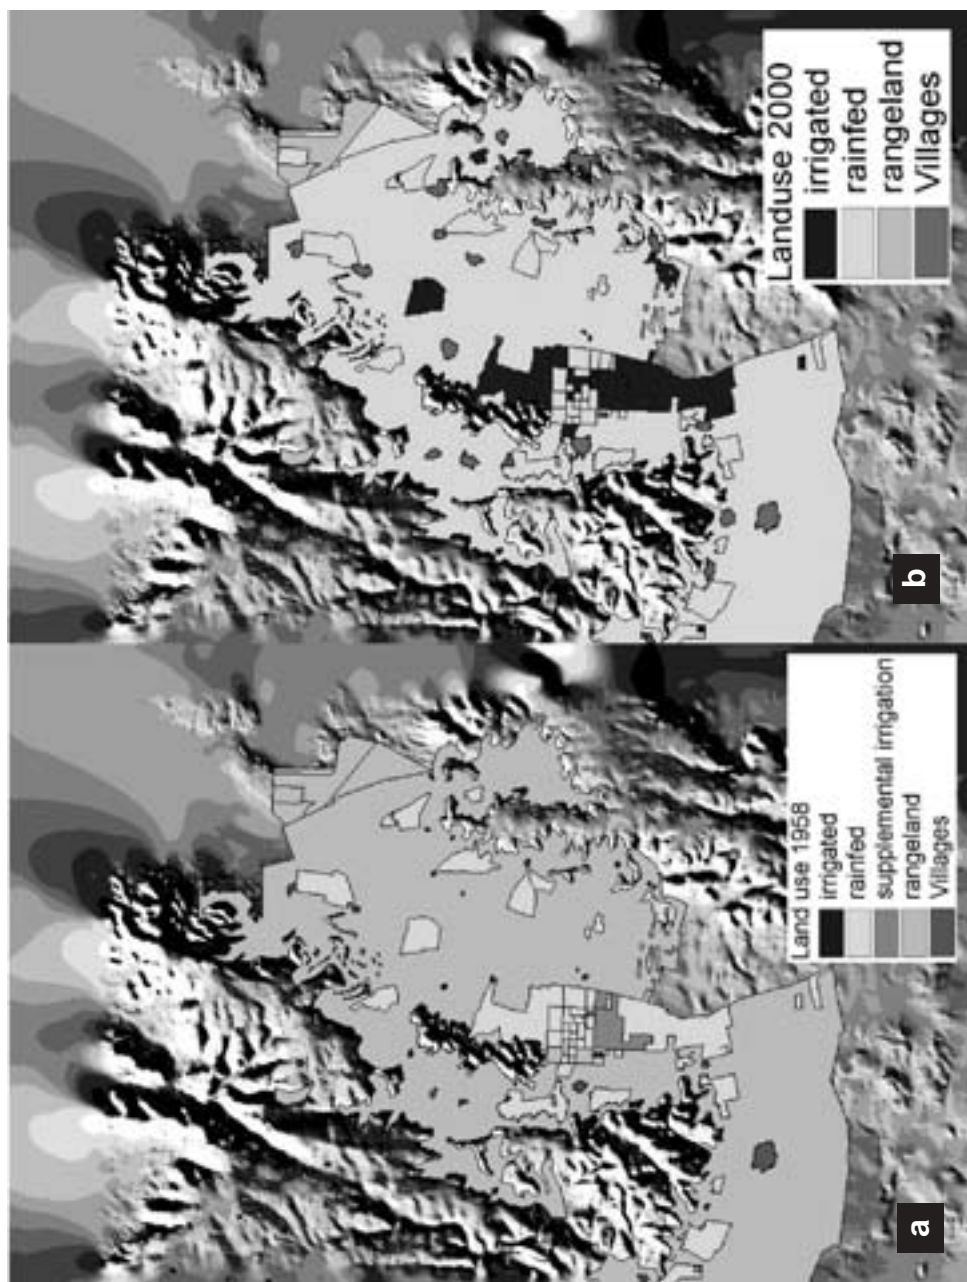 a
Land use 1958
irrigated
rainfed
supplemental irrigation
rangeland
Villages
b
Landuse 2000
irrigated
rainfed
rangeland
Villages